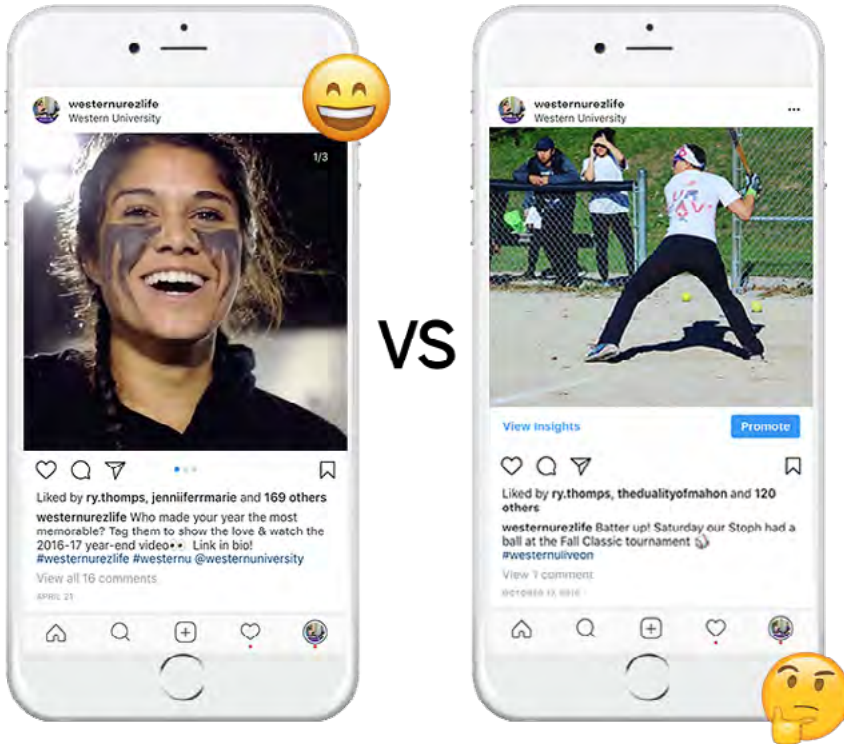 westernurezlife
Western University
1/3
Liked by ry.thomps, jenniiferrmarie and 169 others
westernurezlife Who made your year the most
memorable? Tag them to show the love & watch the
2016-17 year-end video👀 Link in bio!
#westernurezlife #westernu @westernuniversity
View all 16 comments
APRIL 21
VS
westernurezlife
Western University
View Insights
Promote
Liked by ry.thomps, thedualityofmahon and 120
others
westernurezlife Batter up! Saturday our Stoph had a
ball at the Fall Classic tournament
#westernuliveon
View 1 comment
OCTOBER